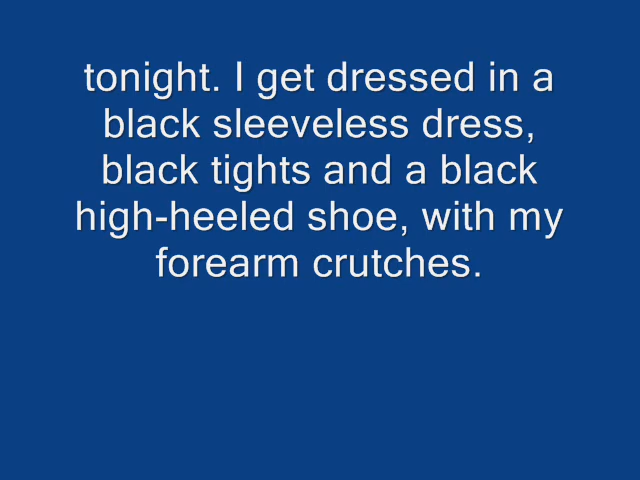 tonight. I get dressed in a
black sleeveless dress,
black tights and a black
high-heeled shoe, with my
forearm crutches.